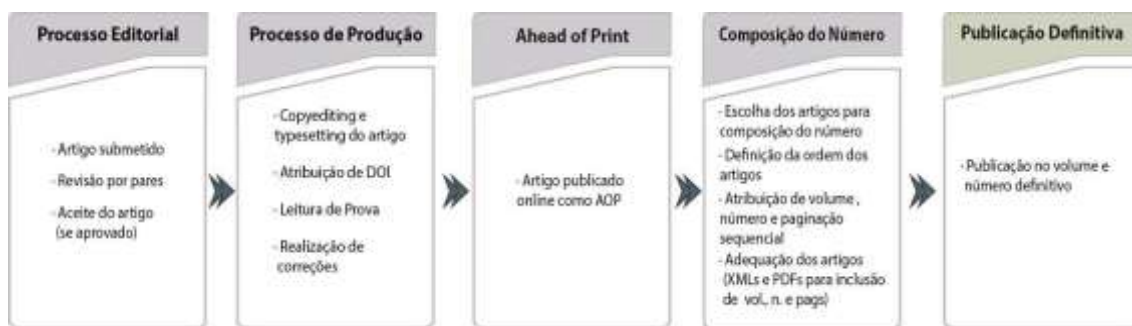 Processo Editorial
- Artigo submetido
- Revisão por pares
- Aceite do artigo
(se aprovado)
Processo de Produção
- Copyediting e
typesetting do artigo
- Atribuição de DOI
- Leitura de Prova
- Realização de
correções
Ahead of Print
- Artigo publicado
online como AOP
Composição do Número
- Escolha dos artigos para
composição do número
- Definição da ordem dos
artigos
- Atribuição de volume ,
número e paginação
sequencial
- Adequação dos artigos
(XMLs e PDFs para inclusão
de vol., n. e pags)
Publicação Definitiva
- Publicação no volume e
número definitivo